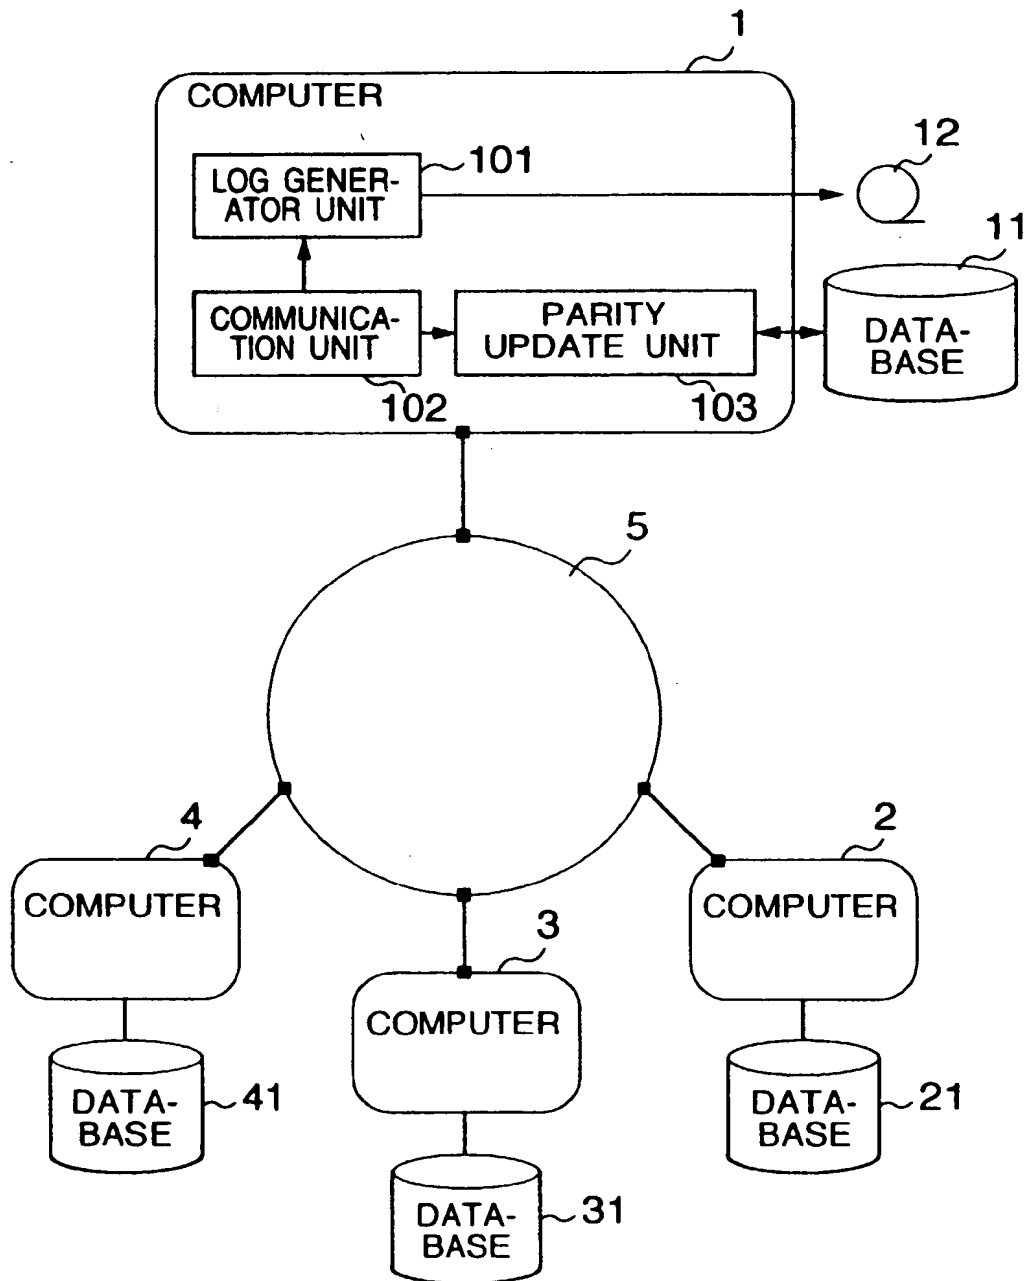 1
COMPUTER
12
101
LOG GENER-
ATOR UNIT
11
COMMUNICA-
TION UNIT
PARITY
UPDATE UNIT
DATA-
BASE
102
103
5
4
2
COMPUTER
COMPUTER
3
COMPUTER
DATA-
BASE
41
DATA-
BASE
21
DATA-
BASE
31